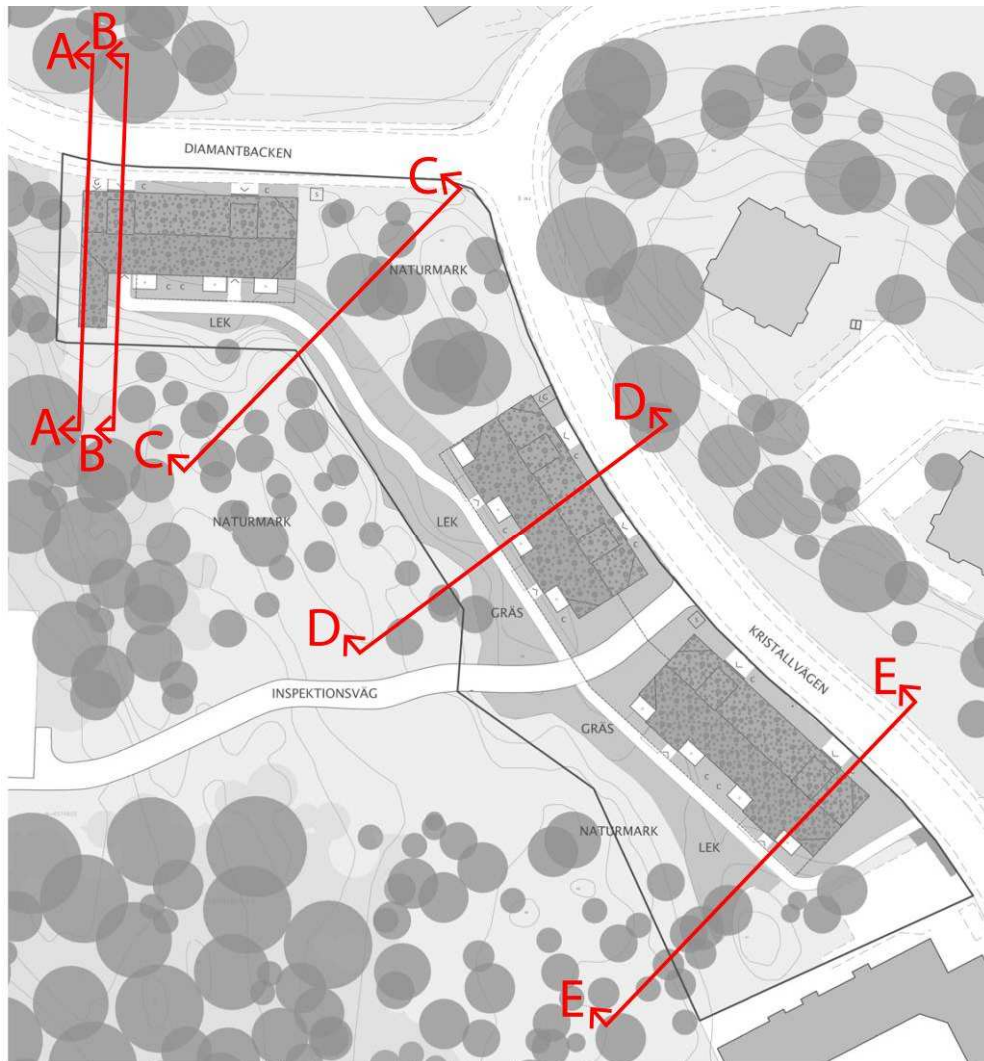 A
B
DIAMANTBACKEN
C
C
C
C
S
NATURMARK
C C
LEK
A
B
C
D
C
C
NATURMARK
LEK
C
C
GRÄS
C
D
S
KRISTALLVÄGEN
INSPEKTIONSVÄG
C
E
GRÄS
C
C
NATURMARK
LEK
E